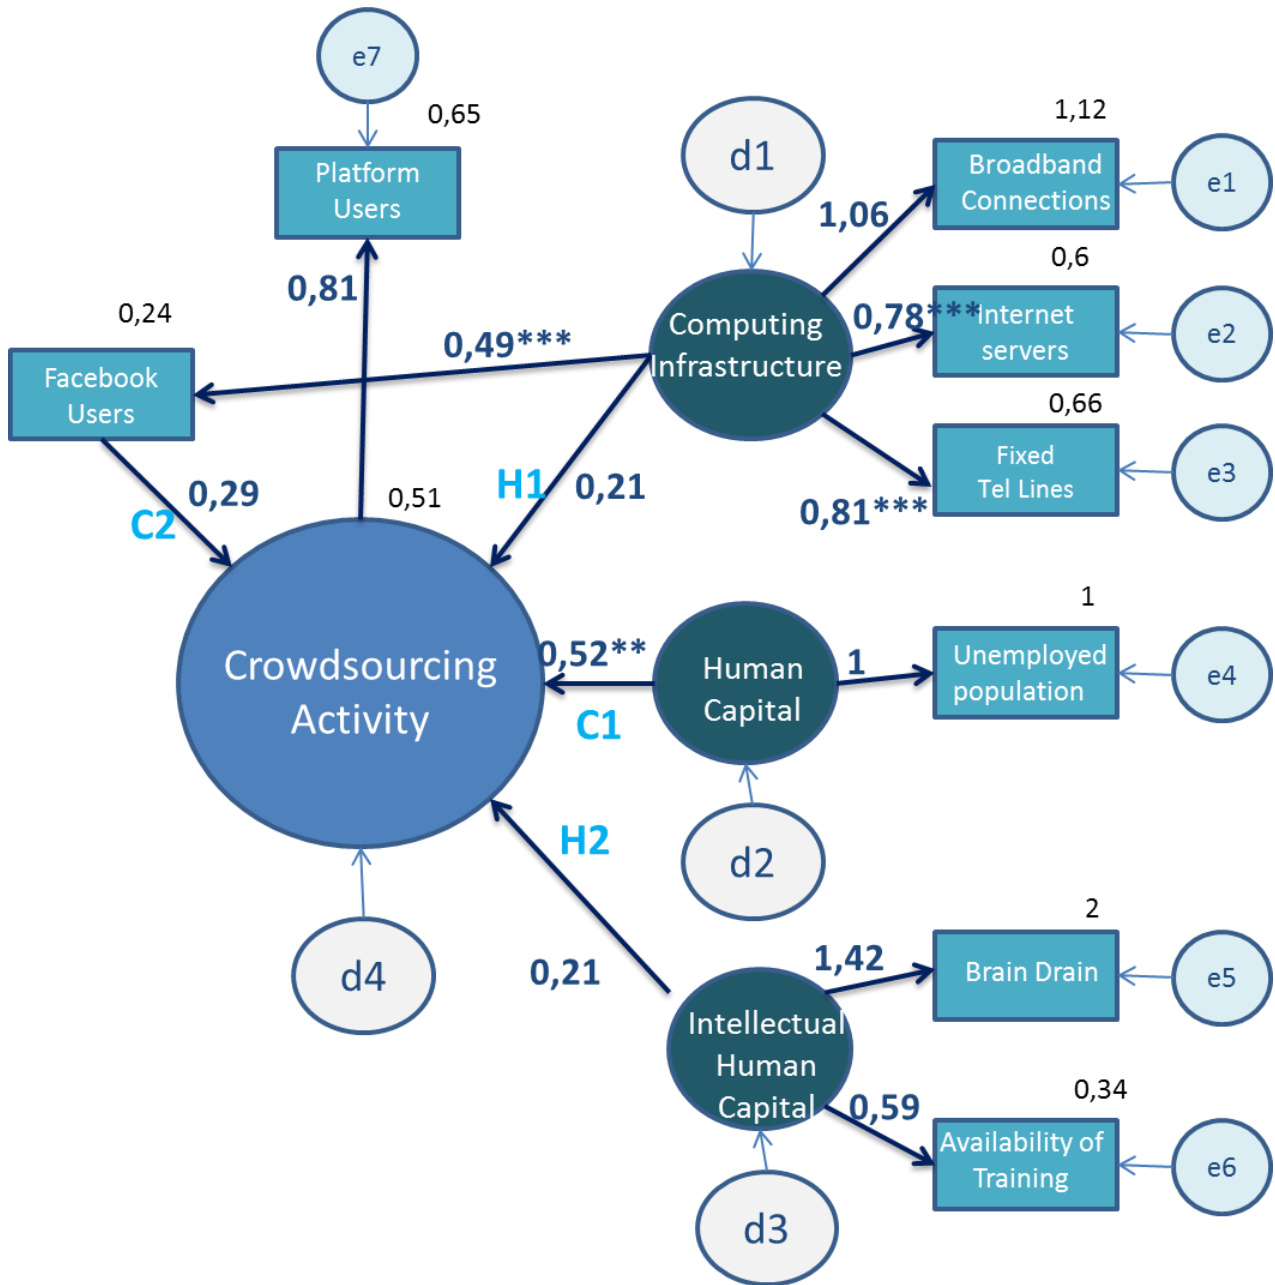 e7
0,65
Platform
Users
0,81
0,24
Facebook
Users
0,29
C2
0,49***
d1
Computing
Infrastructure
1,06
1,12
Broadband
Connections
e1
0,78***
0,6
Internet
servers
e2
0,66
Fixed
Tel Lines
e3
0,81***
H1
0,21
0,51
Crowdsourcing
Activity
0,52**
C1
Human
Capital
1
1
Unemployed
population
e4
d2
H2
0,21
d4
Intellectual
Human
Capital
1,42
2
Brain Drain
e5
0,59
0,34
Availability of
Training
e6
d3